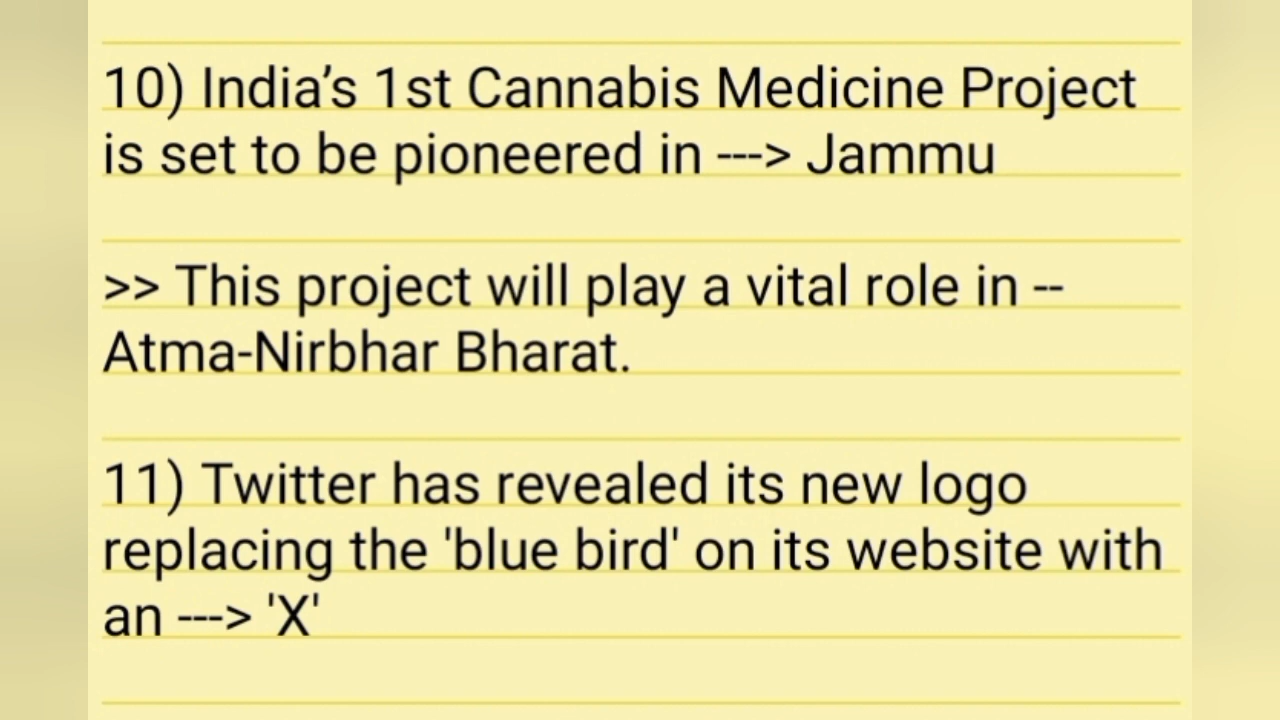 10) India’s 1st Cannabis Medicine Project
is set to be pioneered in ---> Jammu
>> This project will play a vital role in --
Atma-Nirbhar Bharat.
11) Twitter has revealed its new logo
replacing the 'blue bird' on its website with
an ---> 'X'